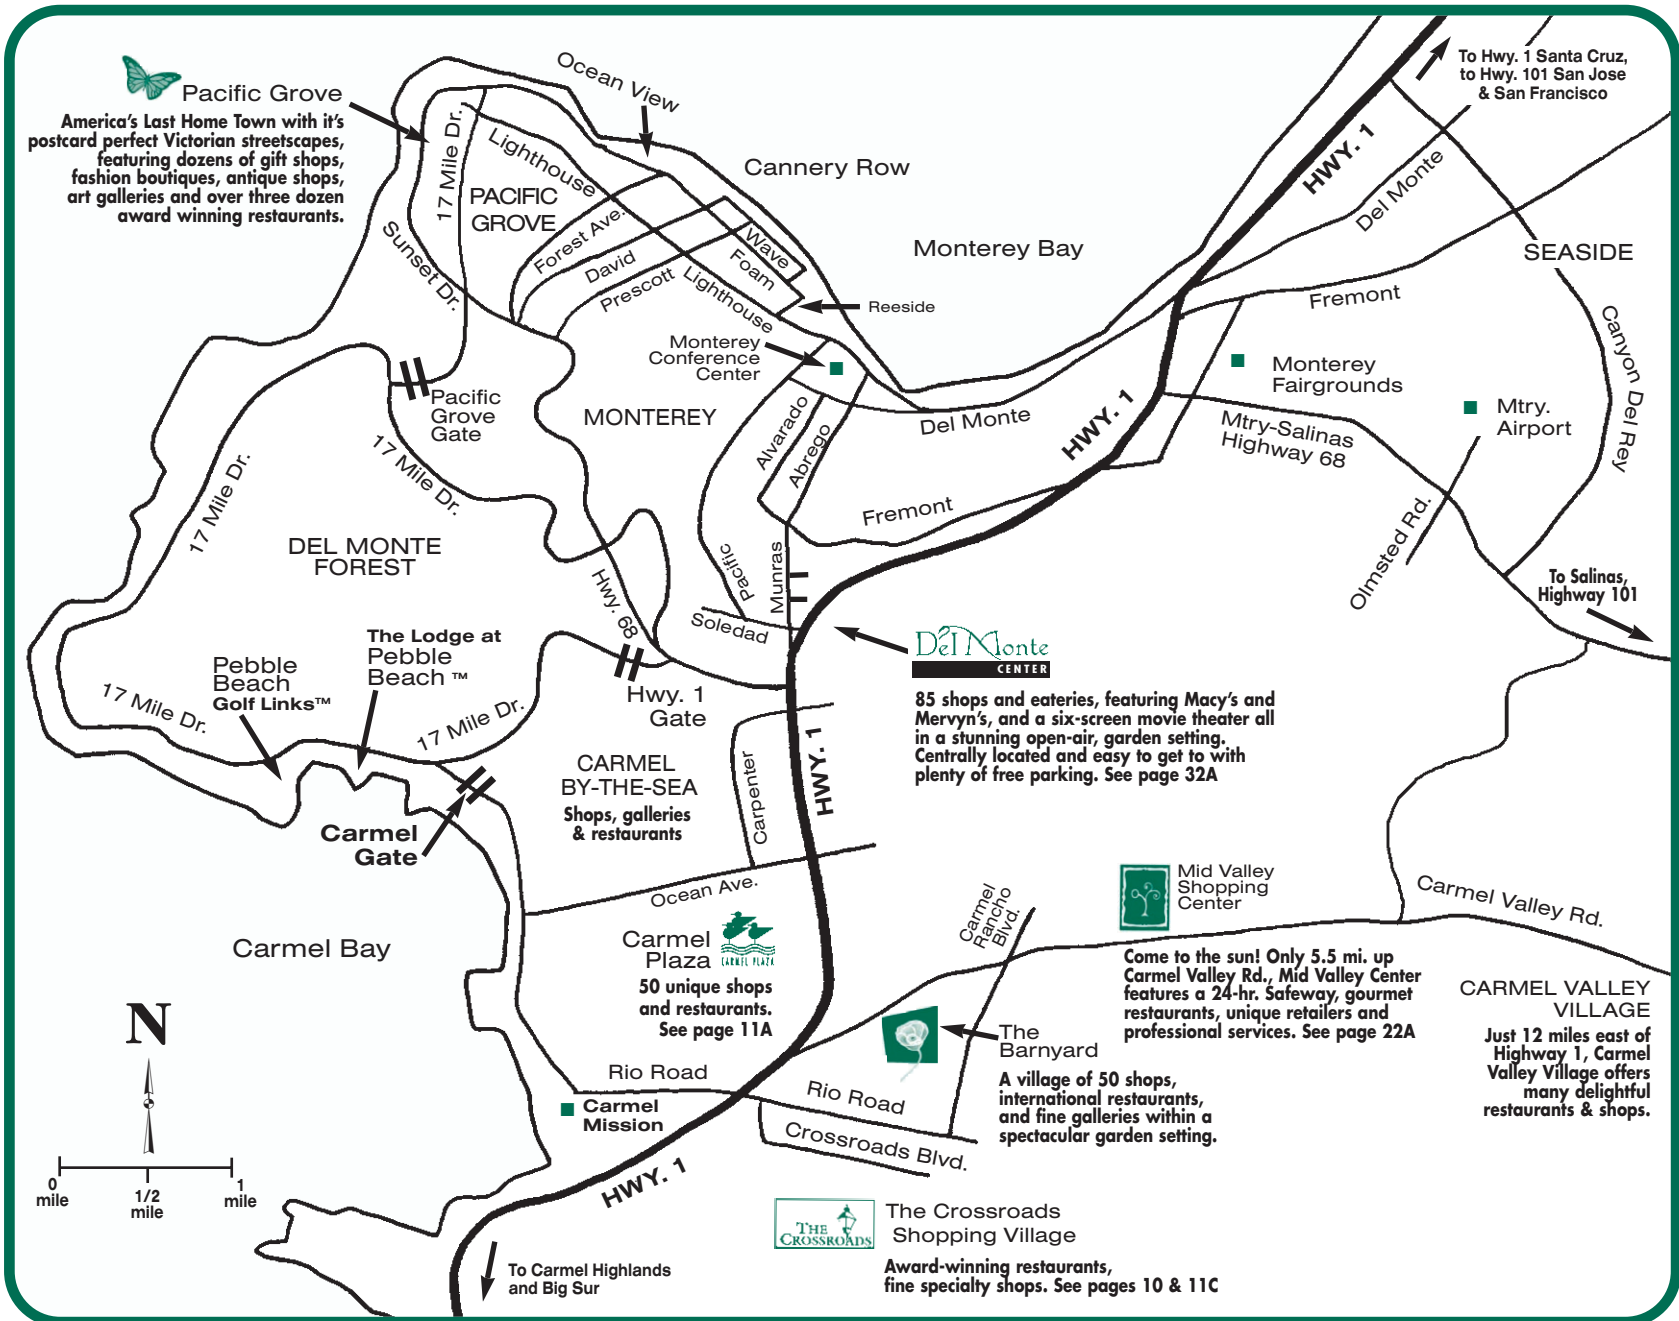 Pacific Grove
America's Last Home Town with it's
postcard perfect Victorian streetscapes,
featuring dozens of gift shops,
fashion boutiques, antique shops,
art galleries and over three dozen
award winning restaurants.
Ocean View
Cannery Row
Monterey Bay
To Hwy. 1 Santa Cruz,
to Hwy. 101 San Jose
& San Francisco
HWY. 1
Del Monte
SEASIDE
Fremont
Canyon Del Rey
17 Mile Dr.
Lighthouse
PACIFIC
GROVE
Sunset Dr.
Forest Ave.
David
Prescott
Lighthouse
Wave
Foam
Reeside
Monterey
Conference
Center
Pacific
Grove
Gate
MONTEREY
Alvarado
Abrego
Del Monte
HWY. 1
Monterey
Fairgrounds
Mtry.
Airport
Mtry-Salinas
Highway 68
Olmsted Rd.
To Salinas,
Highway 101
17 Mile Dr.
17 Mile Dr.
Fremont
DEL MONTE
FOREST
Hwy. 68
Pacific
Munras
Soledad
Del Monte
CENTER
85 shops and eateries, featuring Macy's and
Mervyn's, and a six-screen movie theater all
in a stunning open-air, garden setting.
Centrally located and easy to get to with
plenty of free parking. See page 32A
The Lodge at
Pebble
Beach ™
Pebble
Beach
Golf Links™
17 Mile Dr.
17 Mile Dr.
Hwy. 1
Gate
CARMEL
BY-THE-SEA
Shops, galleries
& restaurants
Carpenter
HWY. 1
Carmel
Gate
Ocean Ave.
Carmel Bay
Carmel
Plaza
CARMEL PLAZA
50 unique shops
and restaurants.
See page 11A
Carmel
Rancho
Blvd.
Mid Valley
Shopping
Center
Come to the sun! Only 5.5 mi. up
Carmel Valley Rd., Mid Valley Center
features a 24-hr. Safeway, gourmet
restaurants, unique retailers and
professional services. See page 22A
Carmel Valley Rd.
CARMEL VALLEY
VILLAGE
Just 12 miles east of
Highway 1, Carmel
Valley Village offers
many delightful
restaurants & shops.
The
Barnyard
A village of 50 shops,
international restaurants,
and fine galleries within a
spectacular garden setting.
Rio Road
Rio Road
Crossroads Blvd.
Carmel
Mission
HWY. 1
N
0
mile
1/2
mile
1
mile
To Carmel Highlands
and Big Sur
THE
CROSSROADS
The Crossroads
Shopping Village
Award-winning restaurants,
fine specialty shops. See pages 10 & 11C